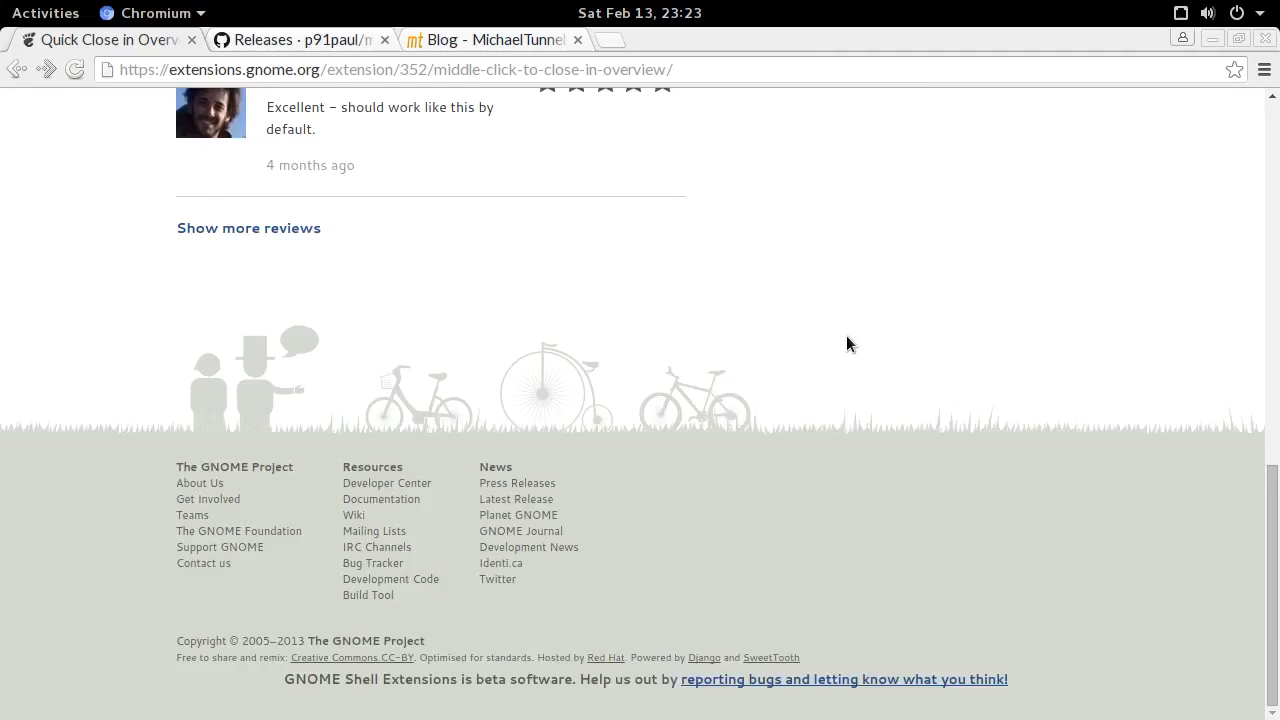 Activities Chromium Sat Feb 13, 23:23
Quick Close in Overv Releases · p91paul/m mt Blog - MichaelTunnel
https://extensions.gnome.org/extension/352/middle-click-to-close-in-overview/
Excellent - should work like this by
default.
4 months ago
Show more reviews
The GNOME Project
About Us
Get Involved
Teams
The GNOME Foundation
Support GNOME
Contact us
Resources
Developer Center
Documentation
Wiki
Mailing Lists
IRC Channels
Bug Tracker
Development Code
Build Tool
News
Press Releases
Latest Release
Planet GNOME
GNOME Journal
Development News
Identi.ca
Twitter
Copyright © 2005–2013 The GNOME Project
Free to share and remix: Creative Commons CC-BY. Optimised for standards. Hosted by Red Hat. Powered by Django and SweetTooth
GNOME Shell Extensions is beta software. Help us out by reporting bugs and letting know what you think!